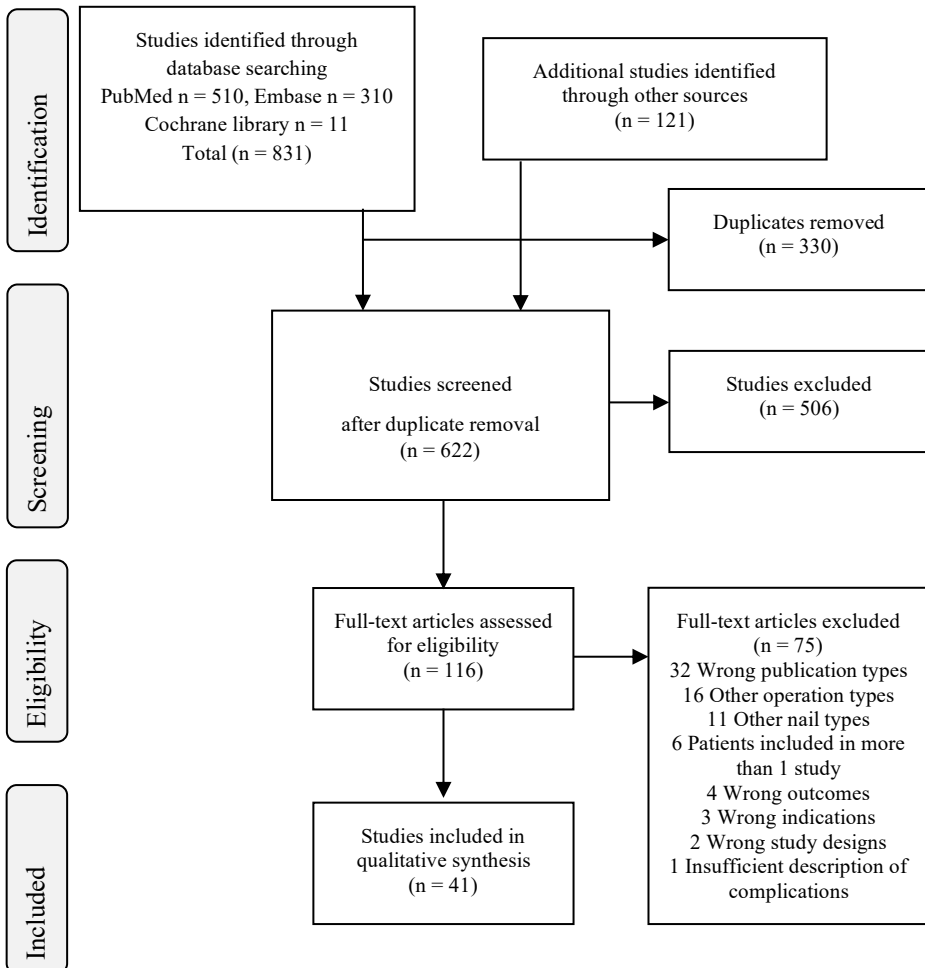 Identification
Studies identified through
database searching
PubMed n = 510, Embase n = 310
Cochrane library n = 11
Total (n = 831)
Additional studies identified
through other sources
(n = 121)
Duplicates removed
(n = 330)
Screening
Studies screened
after duplicate removal
(n = 622)
Studies excluded
(n = 506)
Eligibility
Full-text articles assessed
for eligibility
(n = 116)
Full-text articles excluded
(n = 75)
32 Wrong publication types
16 Other operation types
11 Other nail types
6 Patients included in more
than 1 study
4 Wrong outcomes
3 Wrong indications
2 Wrong study designs
1 Insufficient description of
complications
Included
Studies included in
qualitative synthesis
(n = 41)